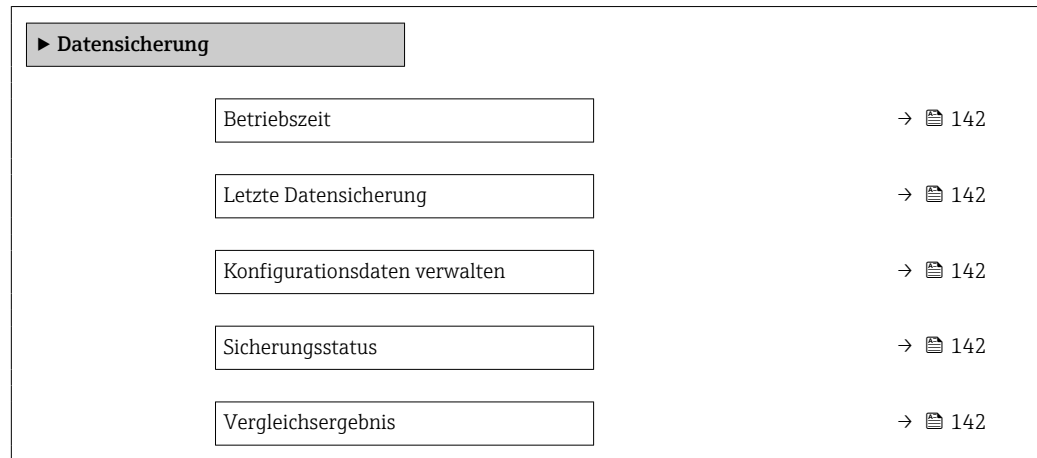 ▶ Datensicherung
Betriebszeit → 142
Letzte Datensicherung → 142
Konfigurationsdaten verwalten → 142
Sicherungsstatus → 142
Vergleichsergebnis → 142